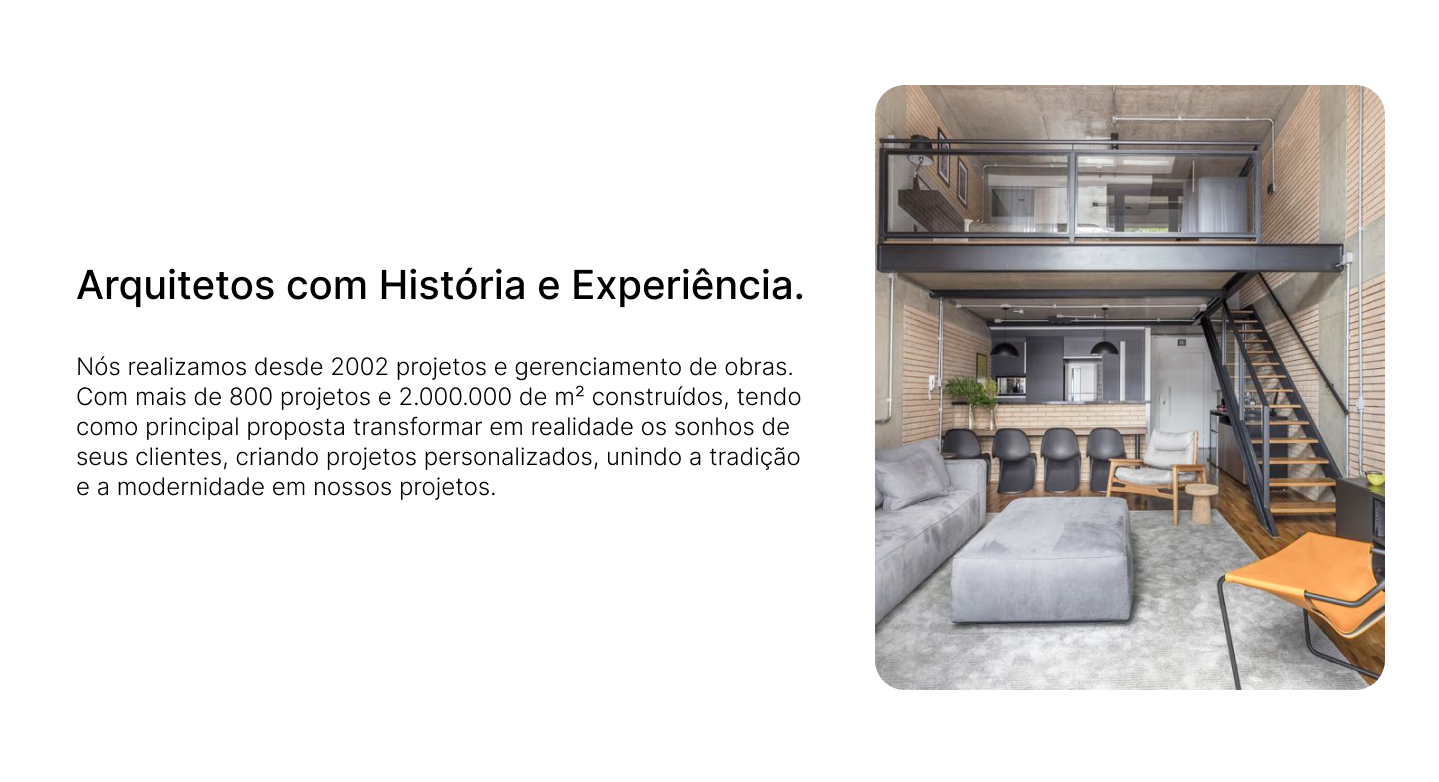 Arquitetos com História e Experiência.
Nós realizamos desde 2002 projetos e gerenciamento de obras.
Com mais de 800 projetos e 2.000.000 de m² construídos, tendo
como principal proposta transformar em realidade os sonhos de
seus clientes, criando projetos personalizados, unindo a tradição
e a modernidade em nossos projetos.